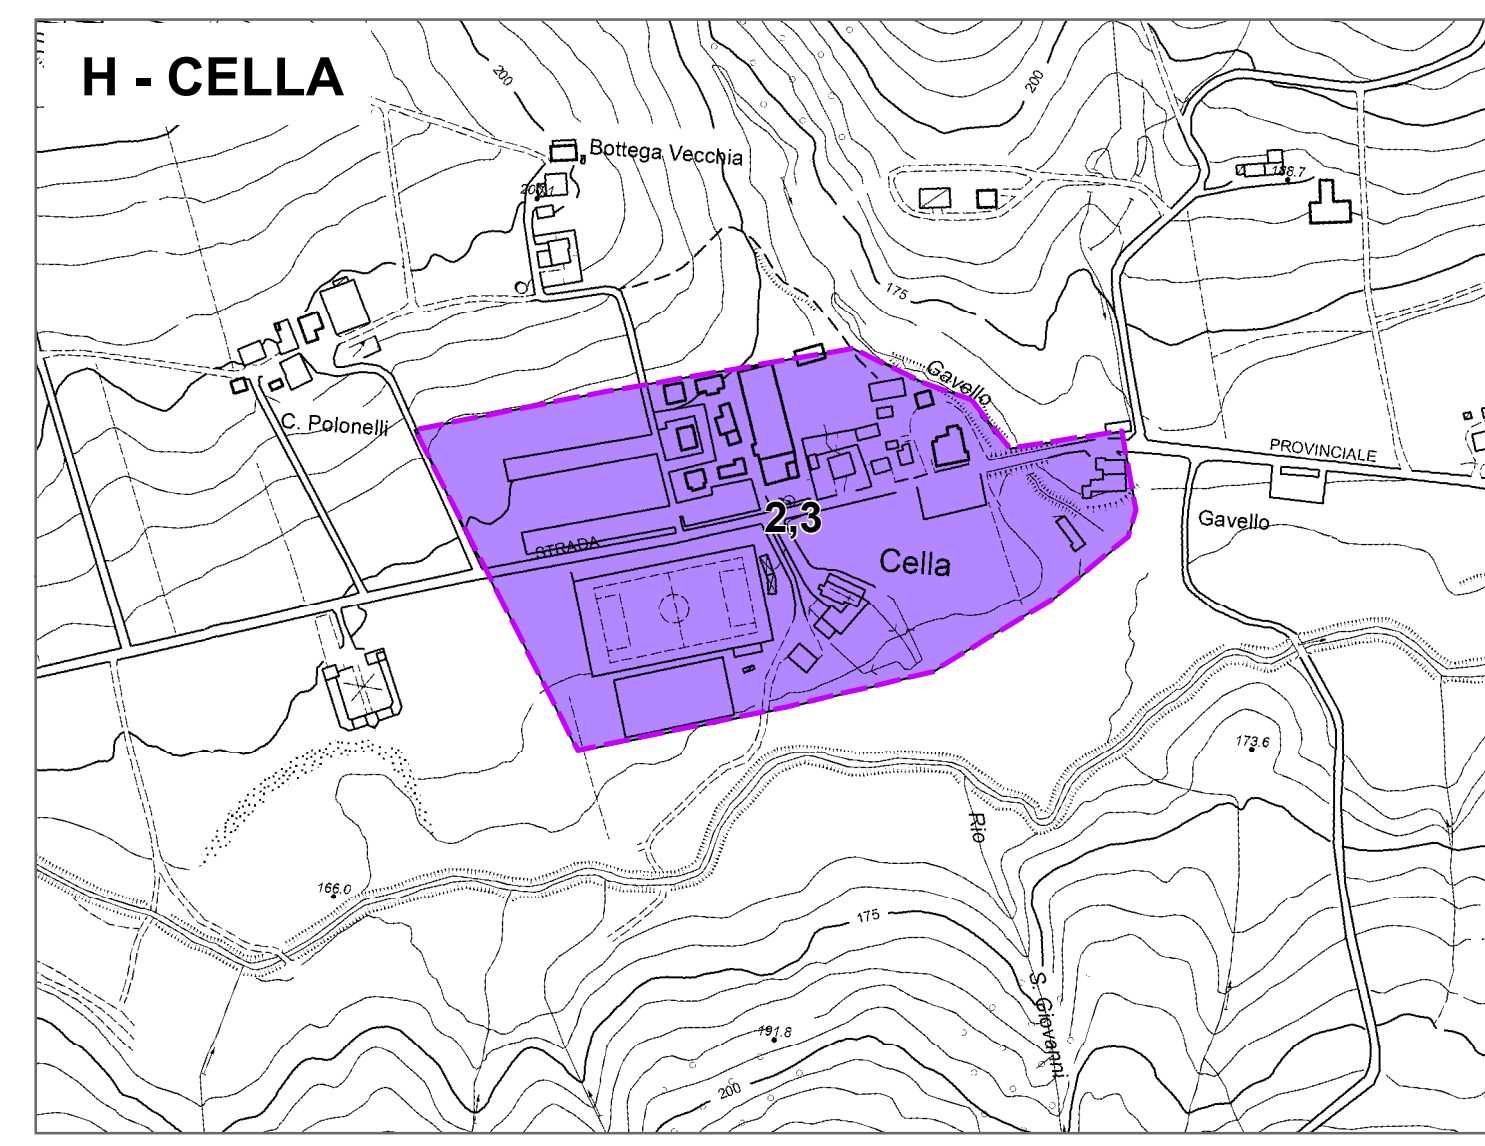 H - CELLA
200
200
Bottega Vecchia
188.7
175
Gavello
C. Polonelli
PROVINCIALE
2,3
Gavello
STRADA
Cella
173.6
Rio
166.0
175
S. Giovanni
191.8
200